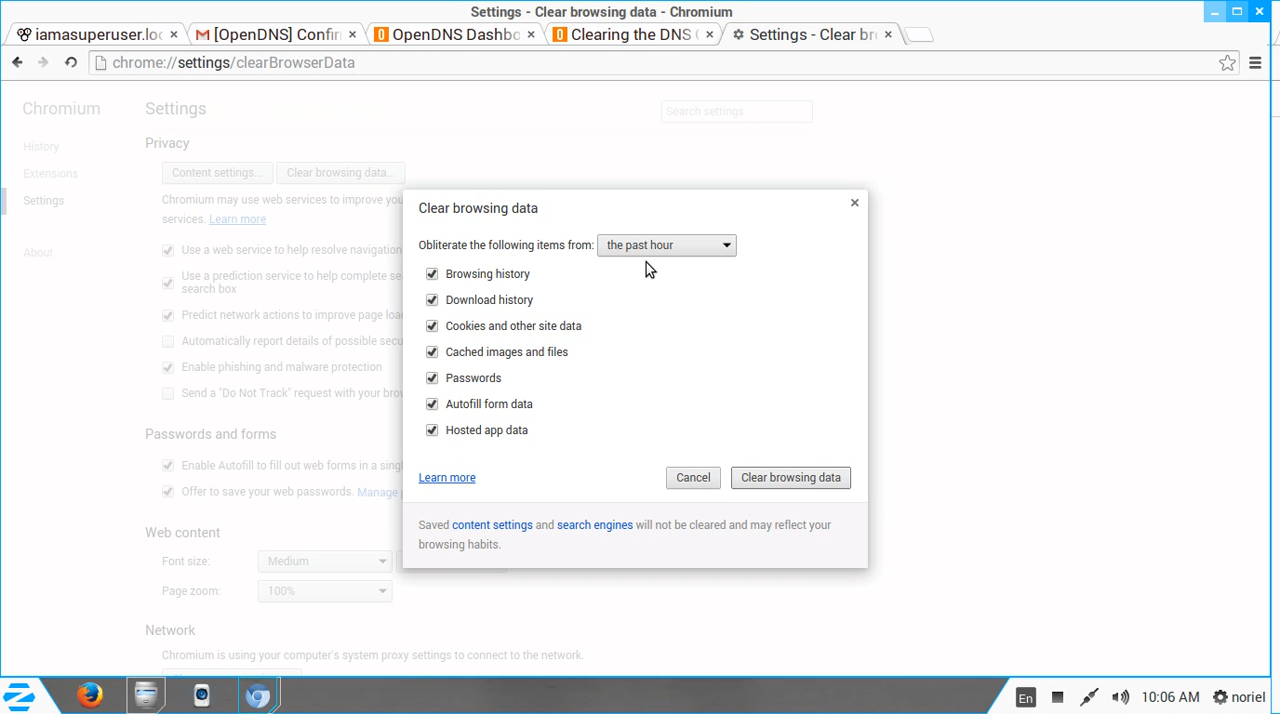 Settings - Clear browsing data - Chromium
iamasuperuser.loc
[OpenDNS] Confirm
OpenDNS Dashbo
Clearing the DNS
Settings - Clear br
chrome://settings/clearBrowserData
Chromium
Settings
Search settings
History
Extensions
Settings
About
Privacy
Content settings...
Clear browsing data...
Chromium may use web services to improve you
services. Learn more
Use a web service to help resolve navigation
Use a prediction service to help complete sea
search box
Predict network actions to improve page loa
Automatically report details of possible secu
Enable phishing and malware protection
Send a "Do Not Track" request with your brow
Passwords and forms
Enable Autofill to fill out web forms in a singl
Offer to save your web passwords. Manage
Web content
Font size:
Medium
Page zoom:
100%
Network
Chromium is using your computer's system proxy settings to connect to the network.
Clear browsing data
Obliterate the following items from: the past hour
Browsing history
Download history
Cookies and other site data
Cached images and files
Passwords
Autofill form data
Hosted app data
Learn more
Cancel
Clear browsing data
Saved content settings and search engines will not be cleared and may reflect your
browsing habits.
En
10:06 AM
noriel